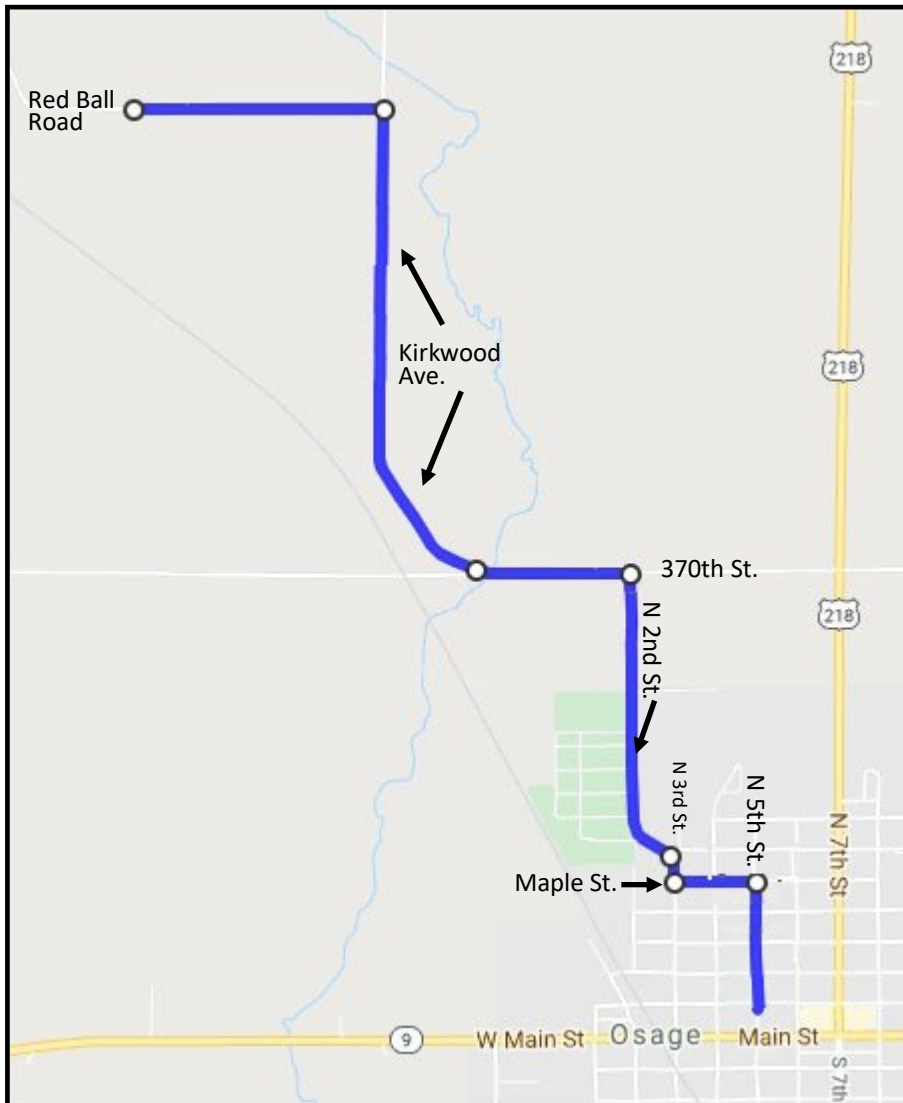 218
Red Ball
Road
Kirkwood
Ave.
218
370th St.
218
N 2nd St.
N 3rd St.
N 5th St.
N 7th St
Maple St.
9
W Main St
Osage
Main St
S 7th